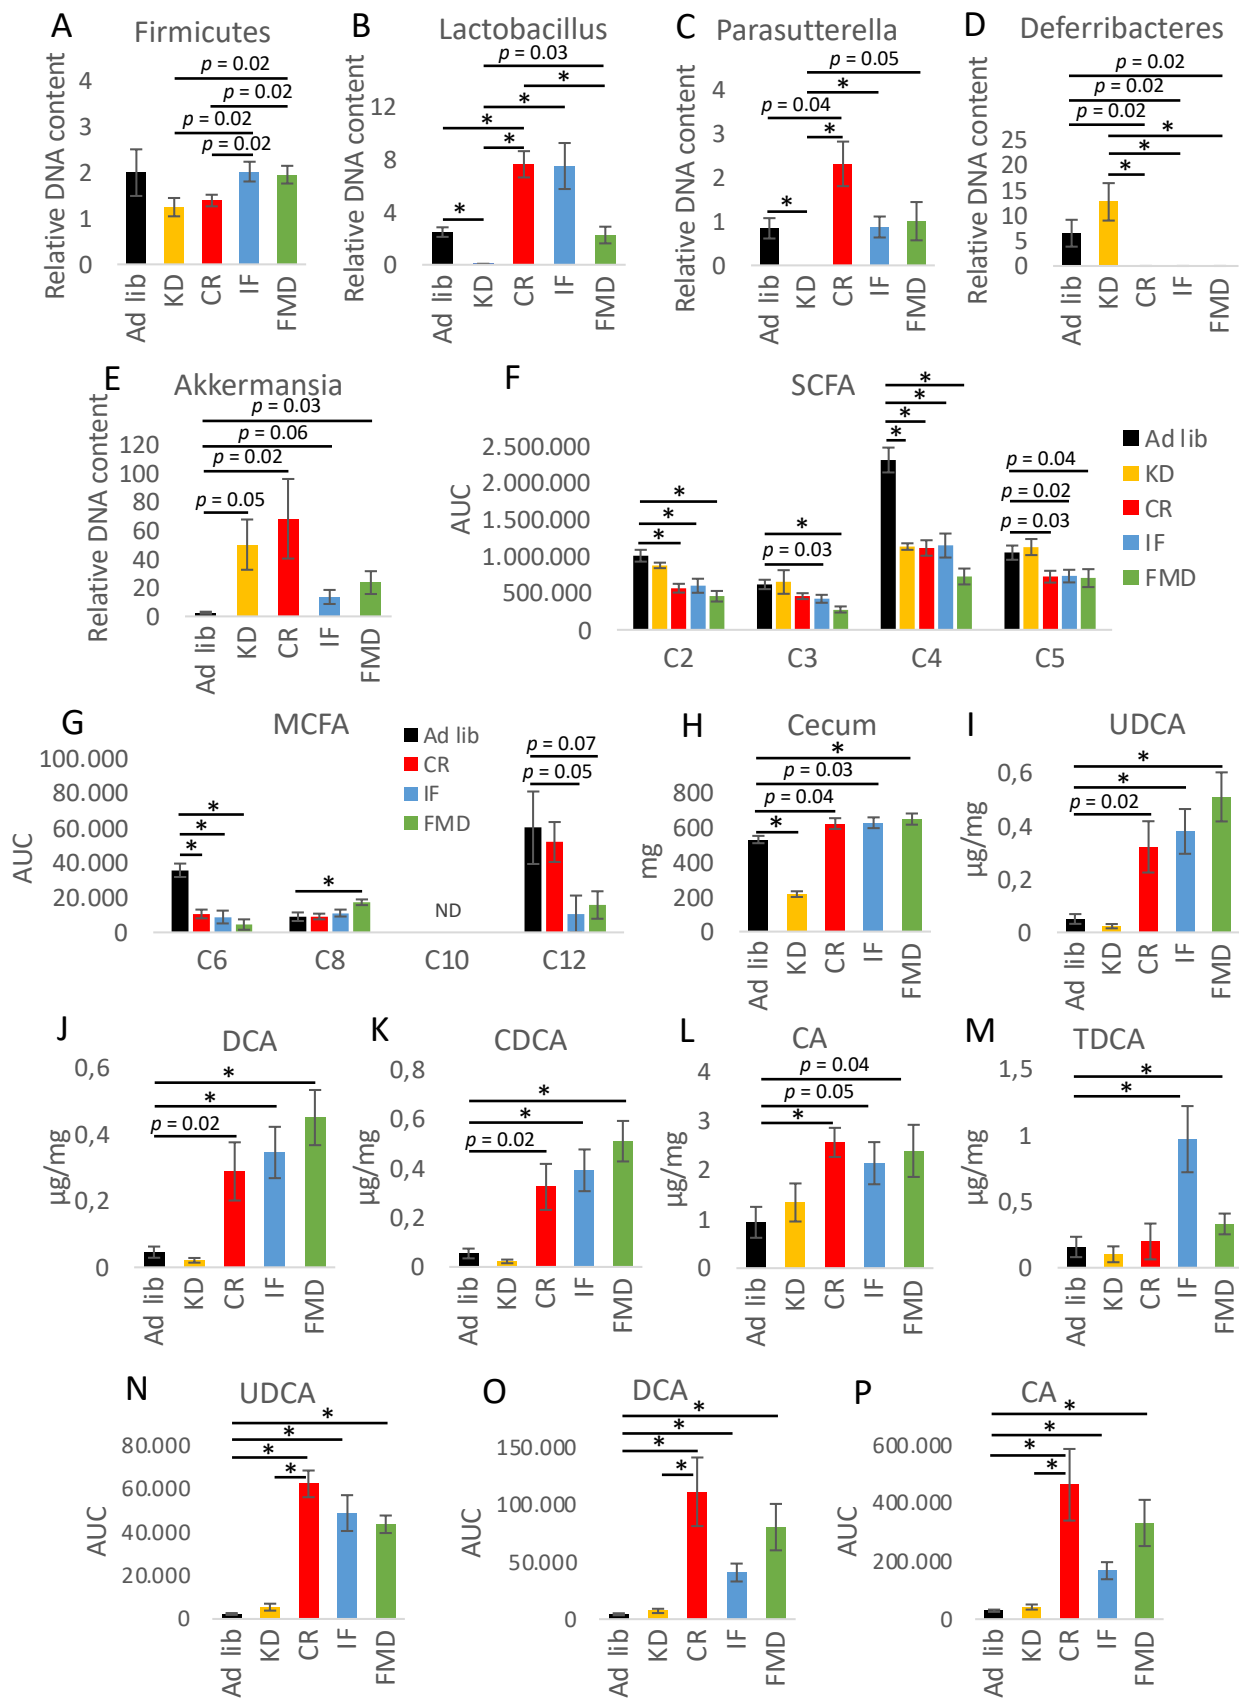 A
Firmicutes
Relative DNA content
4
3
2
1
0
p = 0.02
p = 0.02
p = 0.02
p = 0.02
Ad lib
KD
CR
IF
FMD
B
Lactobacillus
Relative DNA content
12
8
4
0
p = 0.03
*
*
*
*
*
Ad lib
KD
CR
IF
FMD
C
Parasutterella
Relative DNA content
4
3
2
1
0
p = 0.05
*
p = 0.04
*
*
Ad lib
KD
CR
IF
FMD
D
Deferribacteres
Relative DNA content
25
20
15
10
5
0
p = 0.02
p = 0.02
p = 0.02
*
*
*
Ad lib
KD
CR
IF
FMD
E
Akkermansia
Relative DNA content
120
100
80
60
40
20
0
p = 0.03
p = 0.06
p = 0.02
p = 0.05
Ad lib
KD
CR
IF
FMD
F
SCFA
AUC
2.500.000
2.000.000
1.500.000
1.000.000
500.000
0
*
*
*
*
p = 0.03
*
*
*
*
p = 0.04
p = 0.02
p = 0.03
C2
C3
C4
C5
Ad lib
KD
CR
IF
FMD
G
MCFA
AUC
100.000
80.000
60.000
40.000
20.000
0
*
*
*
*
ND
p = 0.07
p = 0.05
C6
C8
C10
C12
Ad lib
CR
IF
FMD
H
Cecum
mg
800
600
400
200
0
*
p = 0.03
p = 0.04
*
Ad lib
KD
CR
IF
FMD
I
UDCA
µg/mg
0,6
0,4
0,2
0
*
*
p = 0.02
Ad lib
KD
CR
IF
FMD
J
DCA
µg/mg
0,6
0,4
0,2
0
*
*
p = 0.02
Ad lib
KD
CR
IF
FMD
K
CDCA
µg/mg
0,8
0,6
0,4
0,2
0
*
*
p = 0.02
Ad lib
KD
CR
IF
FMD
L
CA
µg/mg
4
3
2
1
0
p = 0.04
p = 0.05
*
Ad lib
KD
CR
IF
FMD
M
TDCA
µg/mg
1,5
1
0,5
0
*
*
Ad lib
KD
CR
IF
FMD
N
UDCA
AUC
80.000
60.000
40.000
20.000
0
*
*
*
*
Ad lib
KD
CR
IF
FMD
O
DCA
AUC
150.000
100.000
50.000
0
*
*
*
*
Ad lib
KD
CR
IF
FMD
P
CA
AUC
600.000
400.000
200.000
0
*
*
*
*
Ad lib
KD
CR
IF
FMD